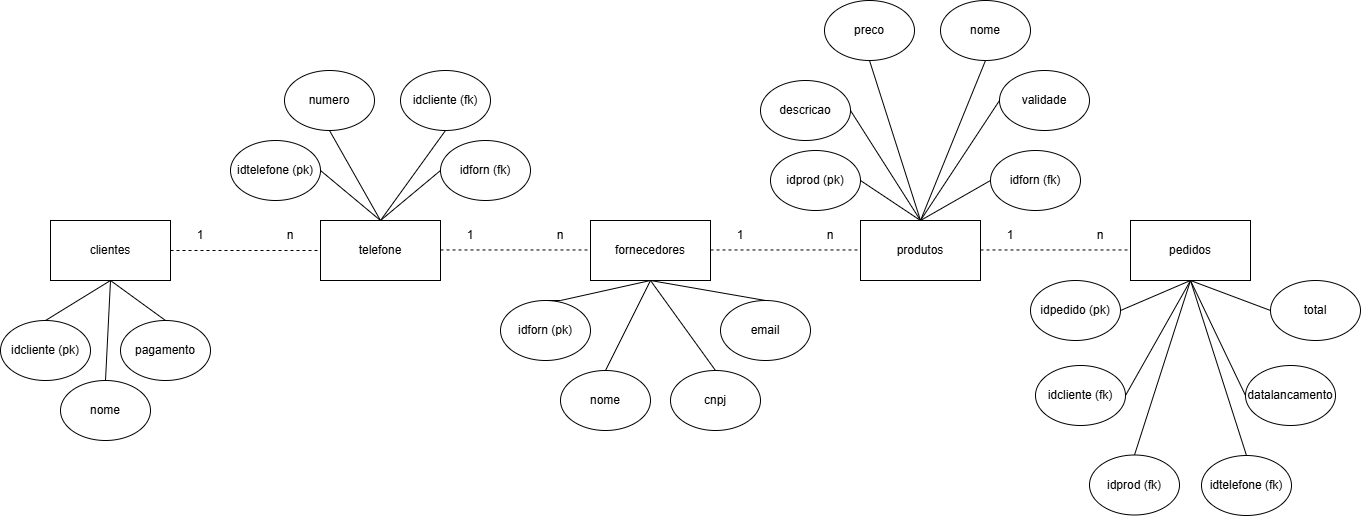 preco
nome
numero
idcliente (fk)
descricao
validade
idtelefone (pk)
idforn (fk)
idprod (pk)
idforn (fk)
clientes
1
n
telefone
1
n
fornecedores
1
n
produtos
1
n
pedidos
idcliente (pk)
pagamento
nome
idforn (pk)
email
nome
cnpj
idpedido (pk)
total
idcliente (fk)
datalancamento
idprod (fk)
idtelefone (fk)